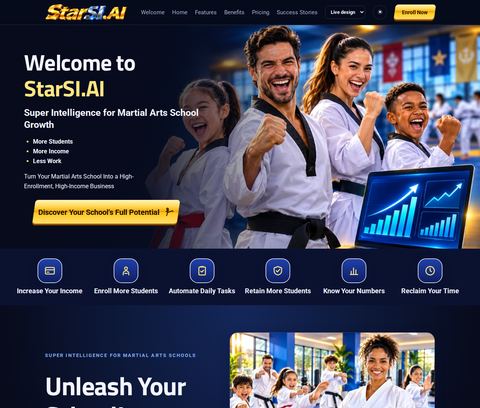 StarSI.AI
Welcome Home Features Benefits Pricing Success Stories Live design Enroll Now
Welcome to
StarSI.AI
Super Intelligence for Martial Arts School
Growth
More Students
More Income
Less Work
Turn Your Martial Arts School Into a High-
Enrollment, High-Income Business
Discover Your School's Full Potential
Increase Your Income
Enroll More Students
Automate Daily Tasks
Retain More Students
Know Your Numbers
Reclaim Your Time
SUPER INTELLIGENCE FOR MARTIAL ARTS SCHOOLS
Unleash Your